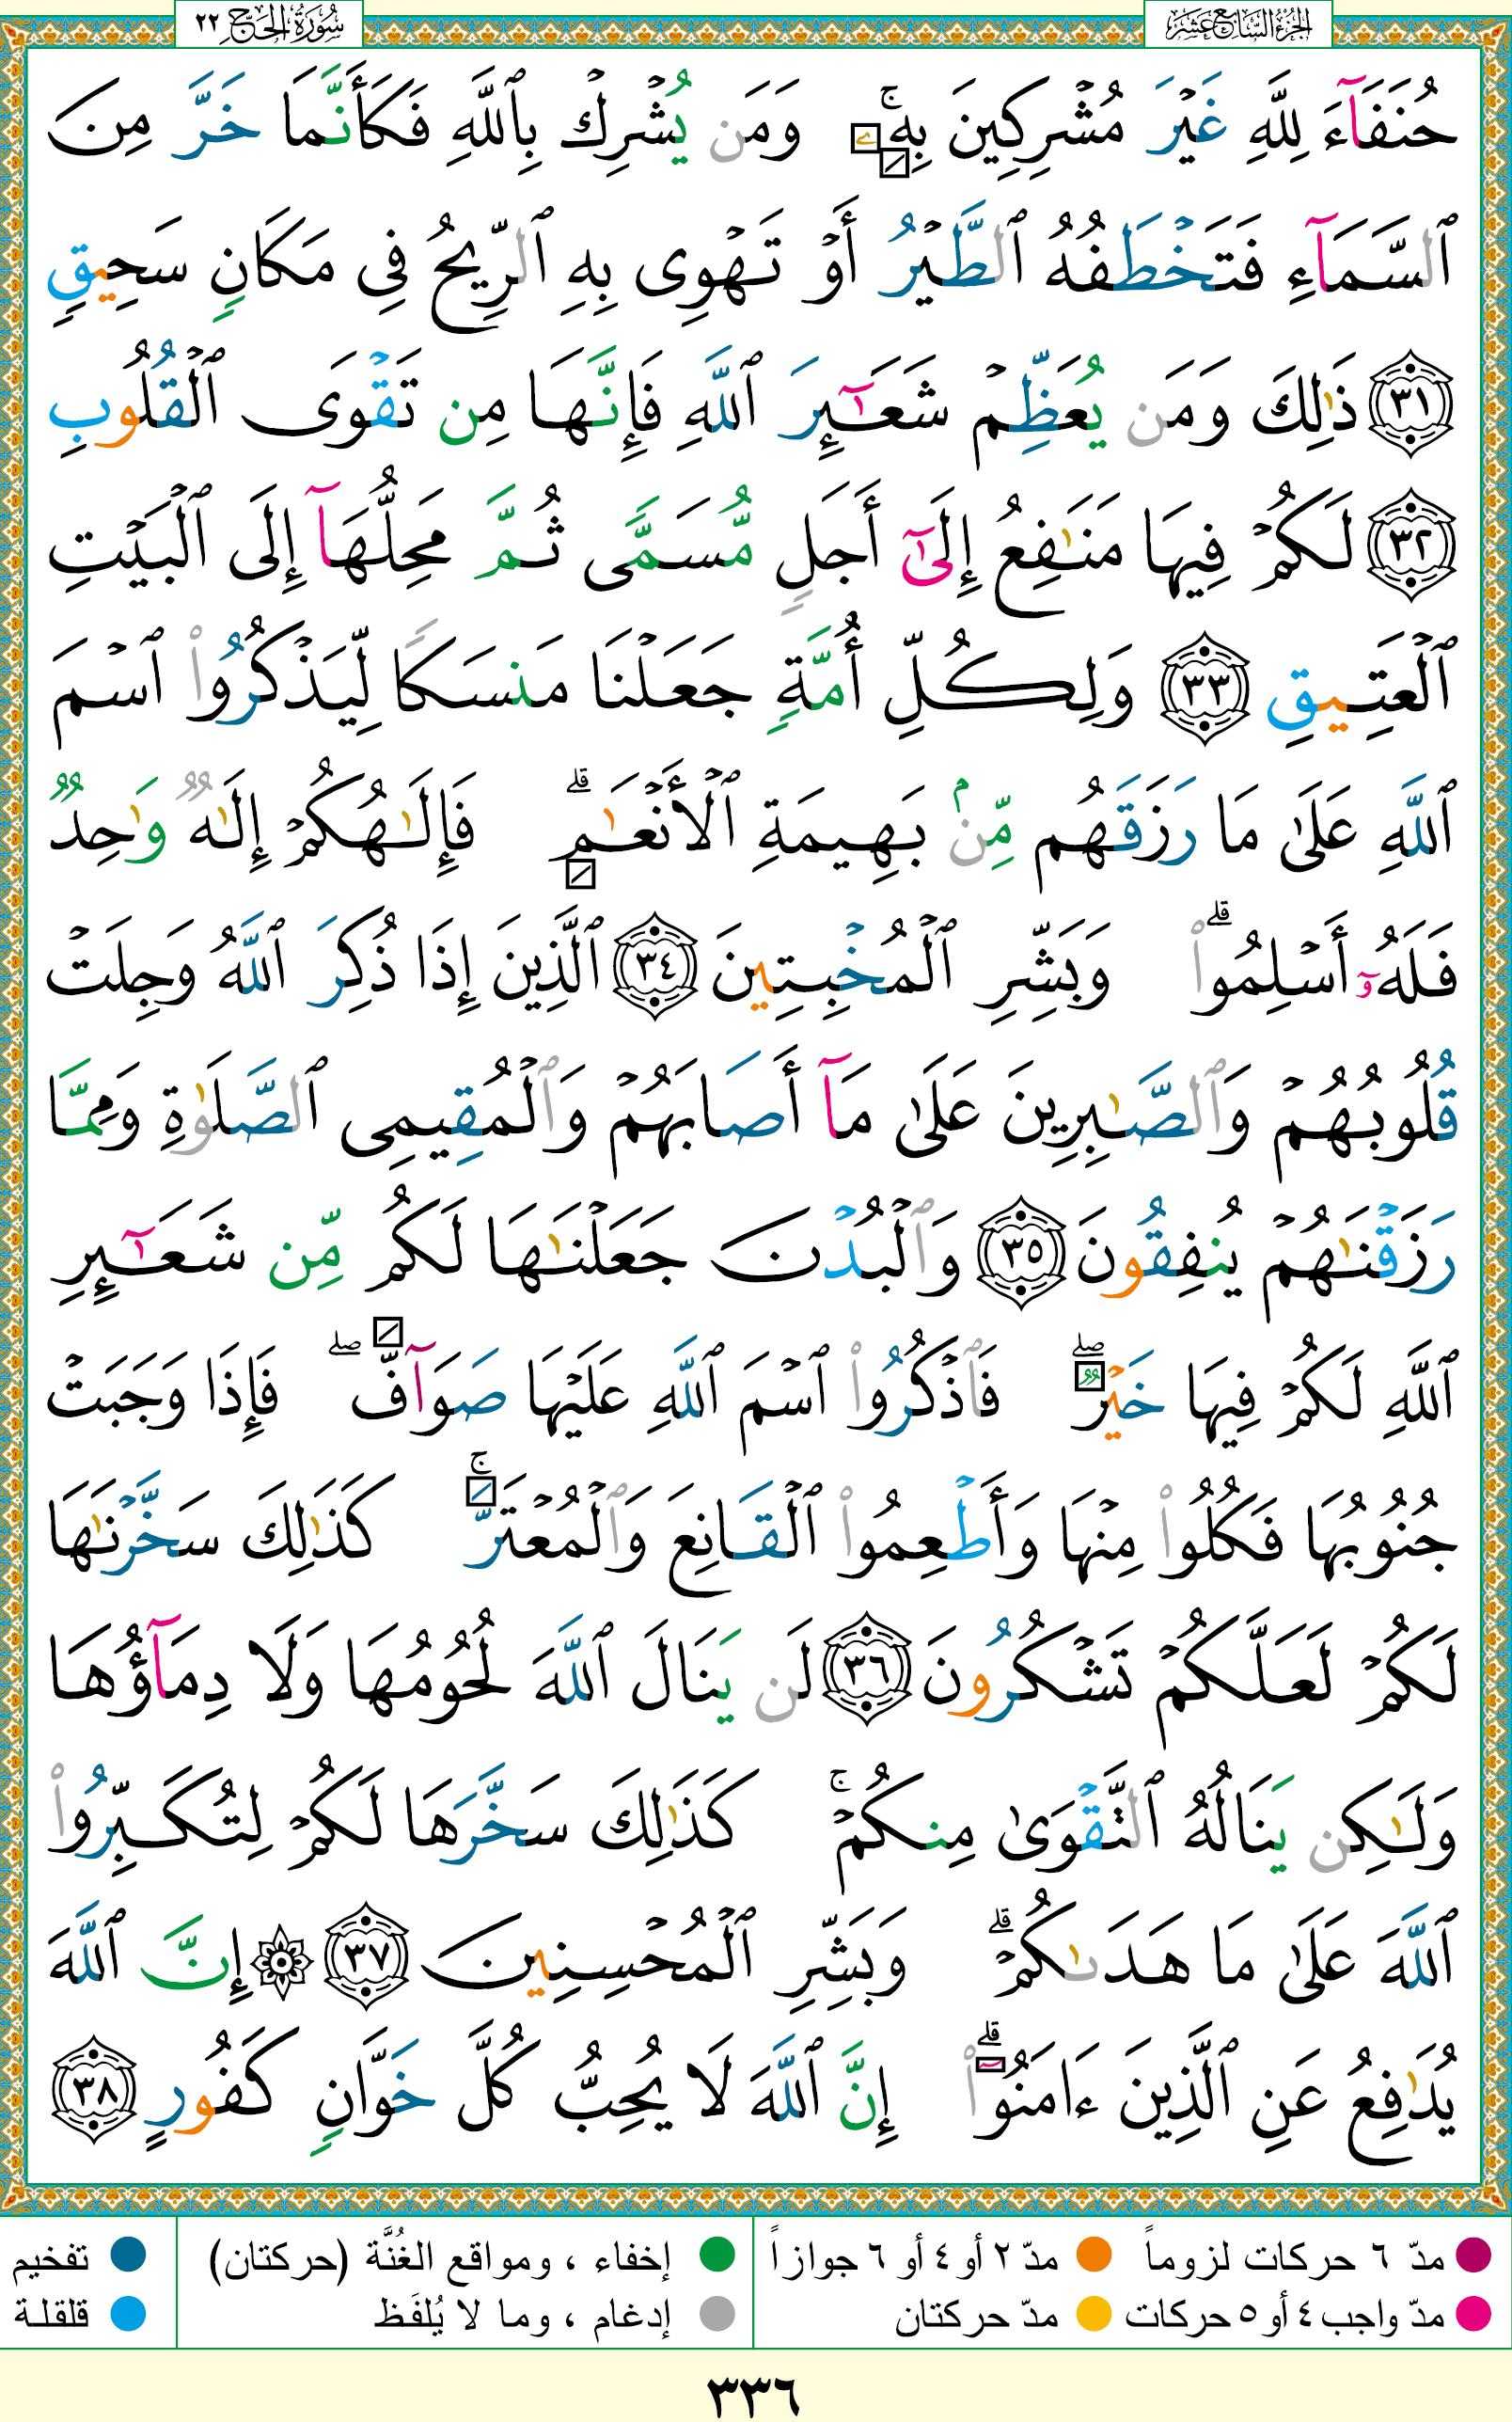 الجزء السابع عشر
سورة الحج ٢٢
حُنَفَآءَ لِلَّهِ غَيْرَ مُشْرِكِينَ بِهِۦۚ وَمَن يُشْرِكْ بِٱللَّهِ فَكَأَنَّمَا خَرَّ مِنَ
ٱلسَّمَآءِ فَتَخْطَفُهُ ٱلطَّيْرُ أَوْ تَهْوِى بِهِ ٱلرِّيحُ فِى مَكَانٍ سَحِيقٍ
٣١ ذَٰلِكَ وَمَن يُعَظِّمْ شَعَٰٓئِرَ ٱللَّهِ فَإِنَّهَا مِن تَقْوَى ٱلْقُلُوبِ
٣٢ لَكُمْ فِيهَا مَنَٰفِعُ إِلَىٰٓ أَجَلٍ مُّسَمًّى ثُمَّ مَحِلُّهَآ إِلَى ٱلْبَيْتِ
ٱلْعَتِيقِ ٣٣ وَلِكُلِّ أُمَّةٍ جَعَلْنَا مَنسَكًا لِّيَذْكُرُوا۟ ٱسْمَ
ٱللَّهِ عَلَىٰ مَا رَزَقَهُم مِّنۢ بَهِيمَةِ ٱلْأَنْعَٰمِۗ فَإِلَٰهُكُمْ إِلَٰهٌ وَٰحِدٌ
فَلَهُۥٓ أَسْلِمُوا۟ۗ وَبَشِّرِ ٱلْمُخْبِتِينَ ٣٤ ٱلَّذِينَ إِذَا ذُكِرَ ٱللَّهُ وَجِلَتْ
قُلُوبُهُمْ وَٱلصَّٰبِرِينَ عَلَىٰ مَآ أَصَابَهُمْ وَٱلْمُقِيمِى ٱلصَّلَوٰةِ وَمِمَّا
رَزَقْنَٰهُمْ يُنفِقُونَ ٣٥ وَٱلْبُدْنَ جَعَلْنَٰهَا لَكُم مِّن شَعَٰٓئِرِ
ٱللَّهِ لَكُمْ فِيهَا خَيْرٌۖ فَٱذْكُرُوا۟ ٱسْمَ ٱللَّهِ عَلَيْهَا صَوَآفَّۖ فَإِذَا وَجَبَتْ
جُنُوبُهَا فَكُلُوا۟ مِنْهَا وَأَطْعِمُوا۟ ٱلْقَانِعَ وَٱلْمُعْتَرَّۚ كَذَٰلِكَ سَخَّرْنَٰهَا
لَكُمْ لَعَلَّكُمْ تَشْكُرُونَ ٣٦ لَن يَنَالَ ٱللَّهَ لُحُومُهَا وَلَا دِمَآؤُهَا
وَلَٰكِن يَنَالُهُ ٱلتَّقْوَىٰ مِنكُمْۚ كَذَٰلِكَ سَخَّرَهَا لَكُمْ لِتُكَبِّرُوا۟
ٱللَّهَ عَلَىٰ مَا هَدَىٰكُمْۗ وَبَشِّرِ ٱلْمُحْسِنِينَ ٣٧ ۞ إِنَّ ٱللَّهَ
يُدَٰفِعُ عَنِ ٱلَّذِينَ ءَامَنُوٓا۟ۗ إِنَّ ٱللَّهَ لَا يُحِبُّ كُلَّ خَوَّانٍ كَفُورٍ ٣٨
مدّ ٦ حركات لزوماً مدّ ٢ أو ٤ أو ٦ جوازاً إخفاء ، ومواقع الغُنَّة (حركتان) تفخيم
مدّ واجب ٤ أو ٥ حركات مدّ حركتان إدغام ، وما لا يُلفَظ قلقلة
٣٣٦